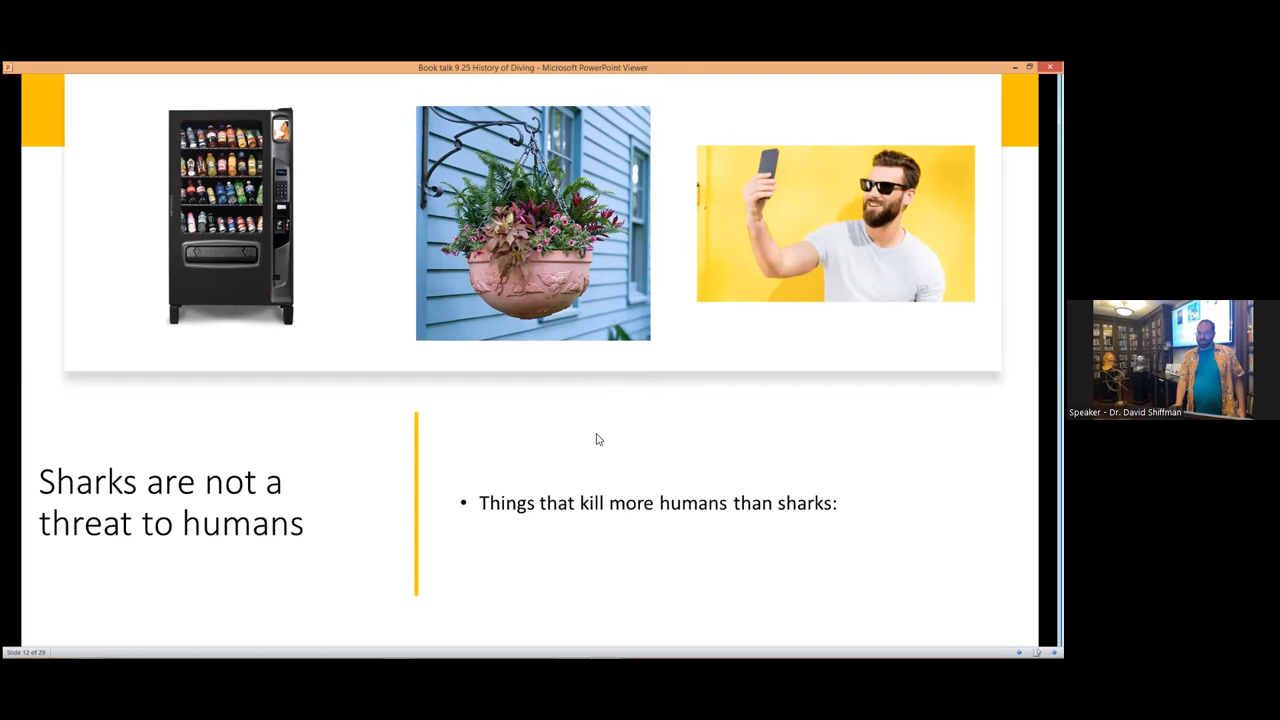 Book talk 9 25 History of Diving - Microsoft PowerPoint Viewer
Speaker - Dr. David Shiffman
Sharks are not a
threat to humans
• Things that kill more humans than sharks:
Slide 12 of 29